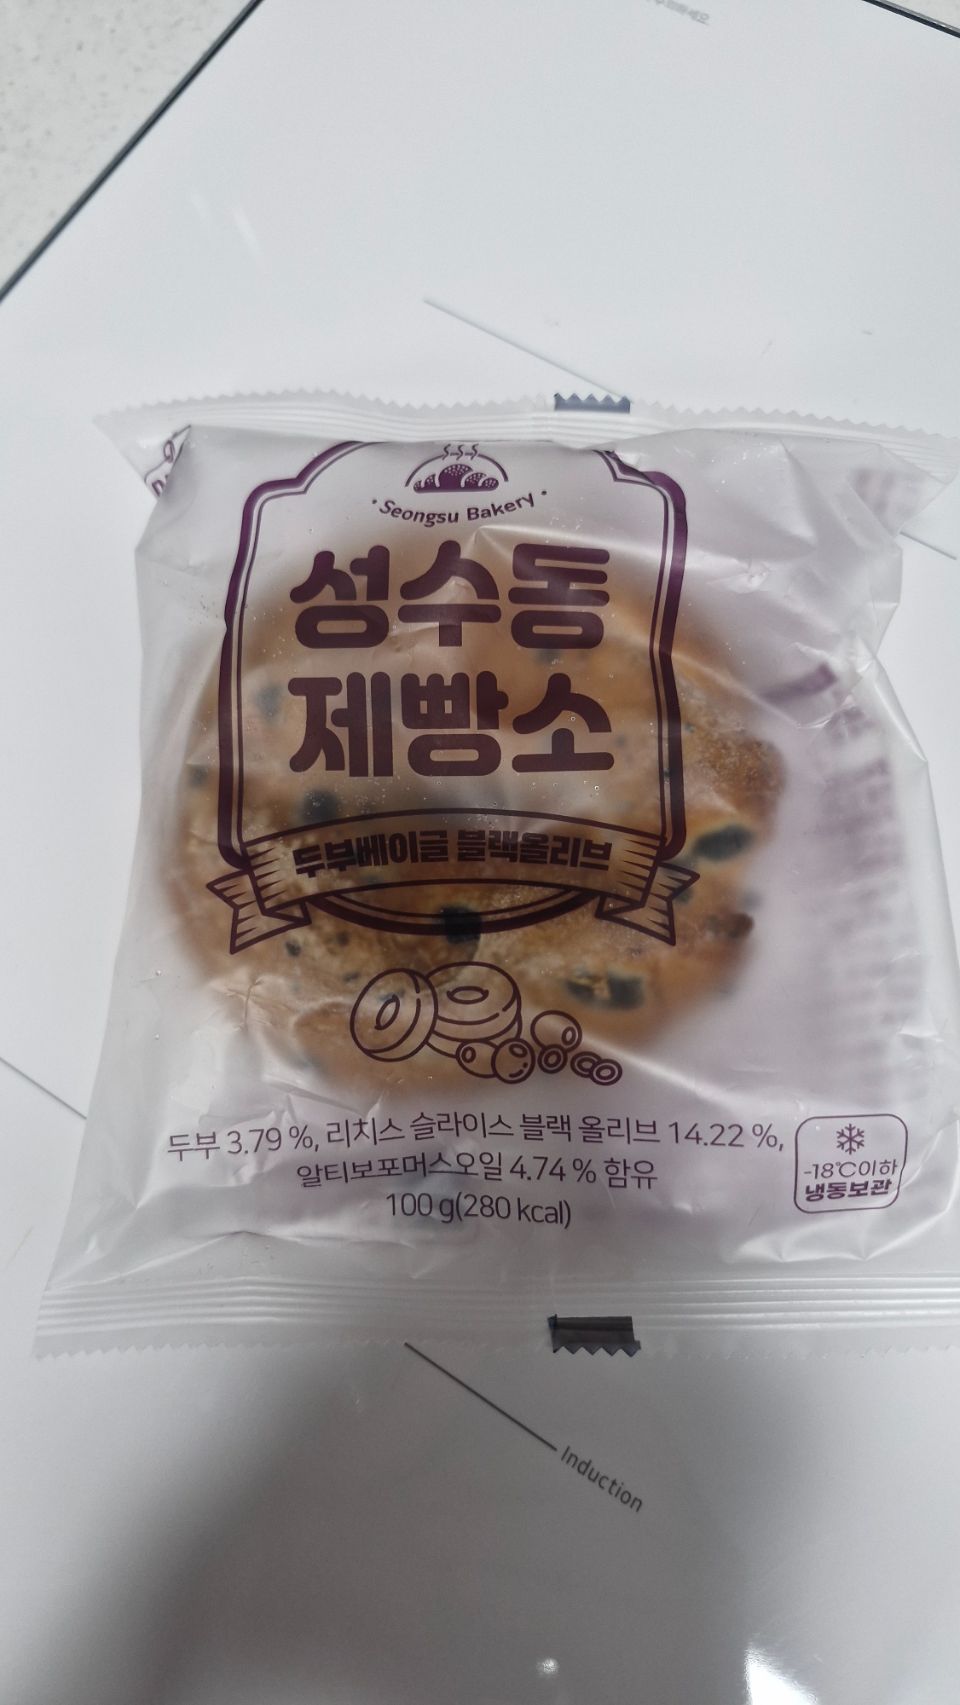 Seongsu Bakery
성수동
제빵소
두부베이글 블랙올리브
두부 3.79 %, 리치스 슬라이스 블랙 올리브 14.22 %,
알티보포머스오일 4.74 % 함유
100 g(280 kcal)
-18℃이하
냉동보관
Induction